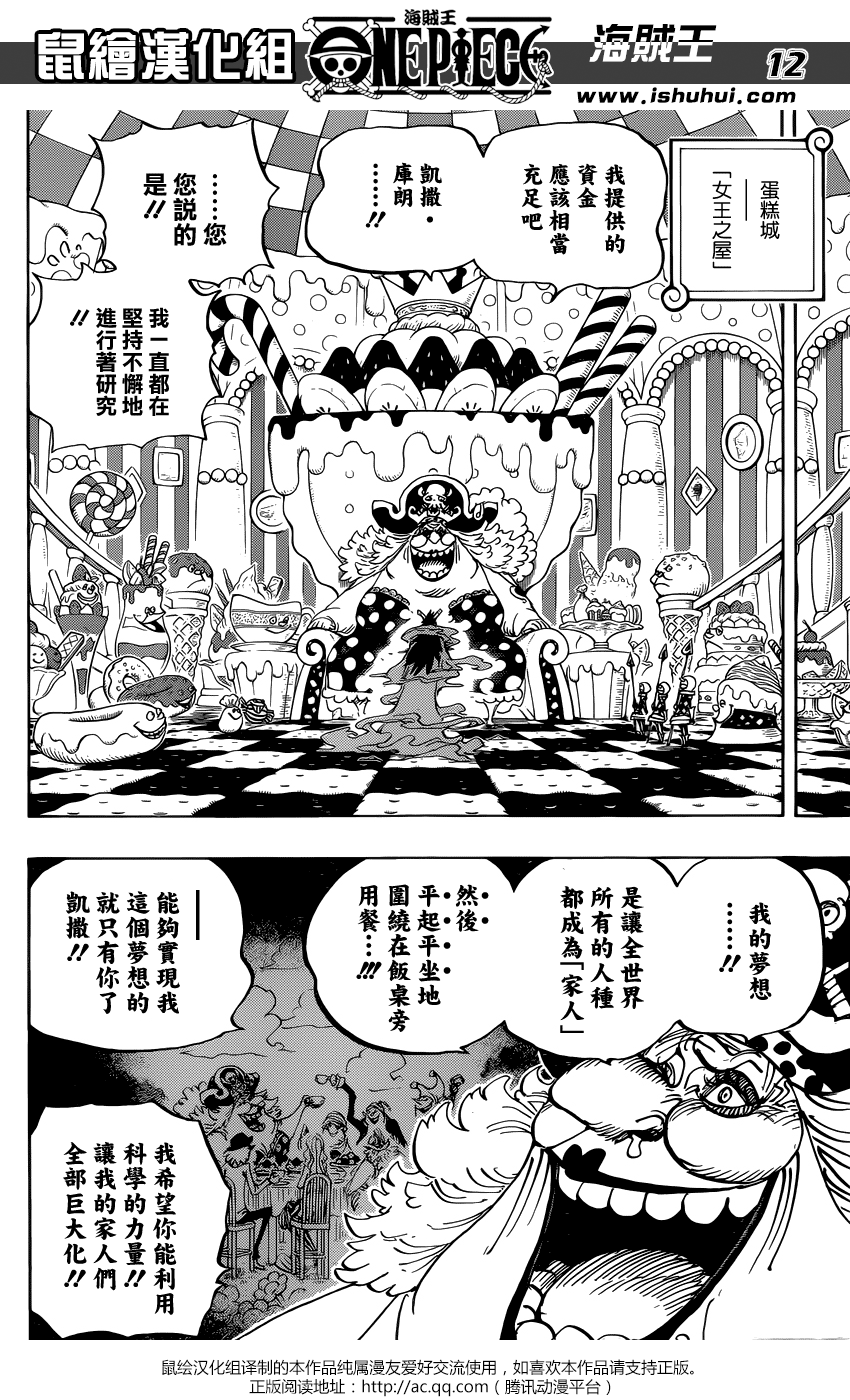 鼠繪漢化組
海賊王
ONE PIECE
海賊王
12
www.ishuhui.com
蛋糕城
——
「女王之屋」
我提供的
資金
應該相當
充足吧
凱撒・
庫朗
……!!
……您
您説的
是!!
我一直都在
堅持不懈地
進行著研究
!!
我的夢想
……!!
是讓全世界
所有的人種
都成為「家人」
然後
平起平坐地
圍繞在飯桌旁
用餐…!!!
——
能夠實現我
這個夢想的
就只有你了
凱撒!!
我希望你能利用
科學的力量!!
讓我的家人們
全部巨大化!!
鼠绘汉化组译制的本作品纯属漫友爱好交流使用，如喜欢本作品请支持正版。
正版阅读地址：http://ac.qq.com（腾讯动漫平台）